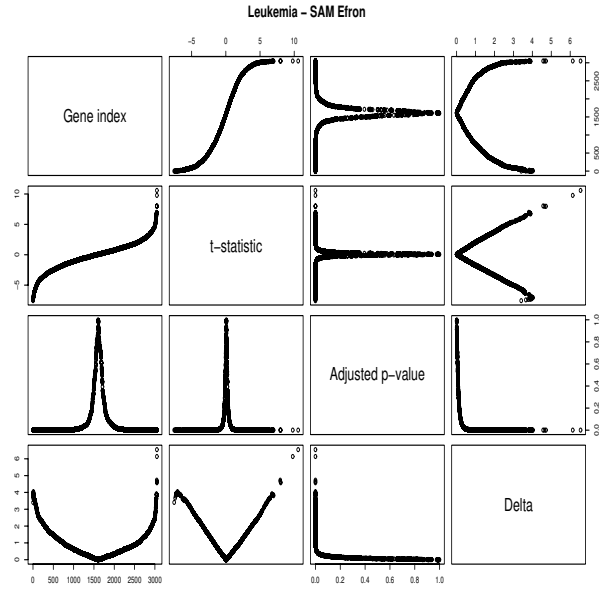 Leukemia − SAM Efron
−5 0 5 10
0 1 2 3 4 5 6
Gene index
0 500 1500 2500
−5 0 5 10
t−statistic
Adjusted p−value
0.0 0.2 0.4 0.6 0.8 1.0
0 1 2 3 4 5 6
Delta
0 500 1000 1500 2000 2500 3000
0.0 0.2 0.4 0.6 0.8 1.0